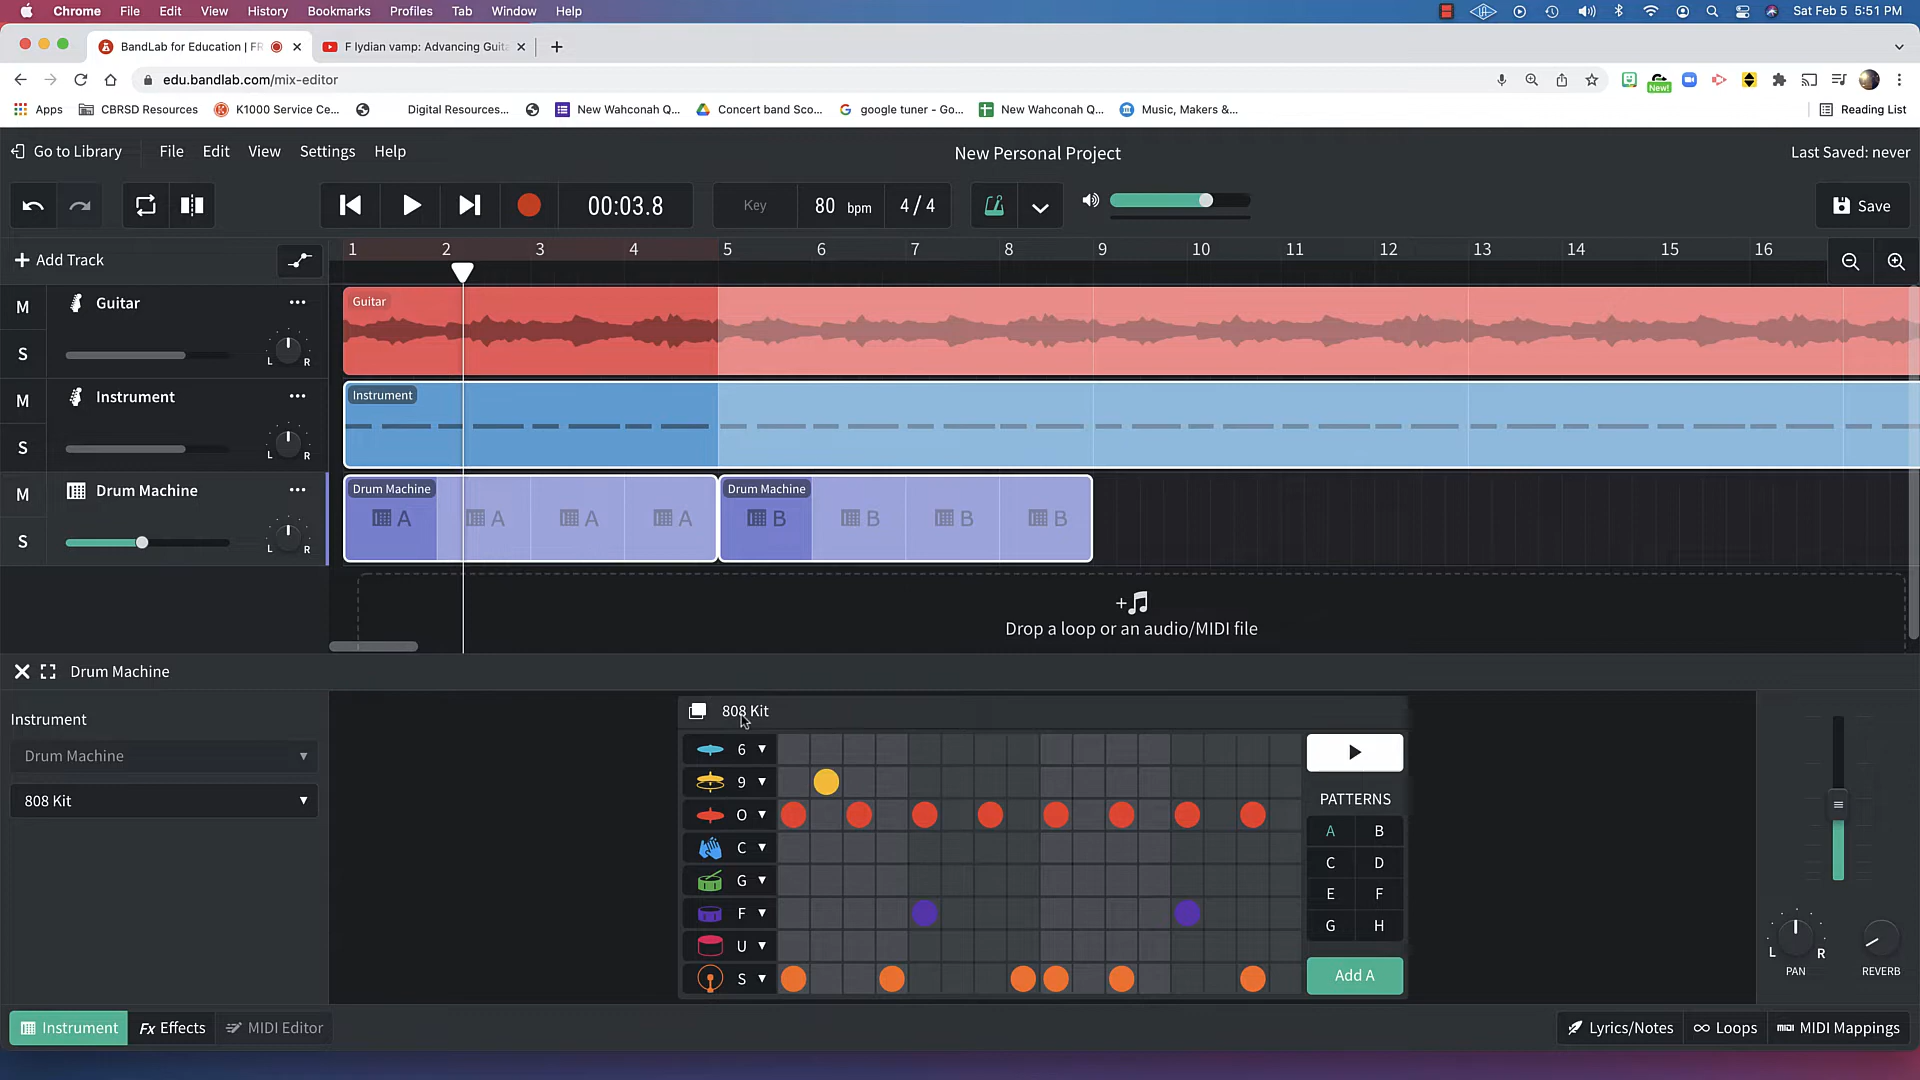 Chrome File Edit View History Bookmarks Profiles Tab Window Help Sat Feb 5 5:51 PM
BandLab for Education | FR F lydian vamp: Advancing Guita
edu.bandlab.com/mix-editor New!
Apps CBRSD Resources K1000 Service Ce... Digital Resources... New Wahconah Q... Concert band Sco... google tuner - Go... New Wahconah Q... Music, Makers &... Reading List
Go to Library File Edit View Settings Help New Personal Project Last Saved: never
00:03.8 Key 80 bpm 4/4 Save
+ Add Track 1 2 3 4 5 6 7 8 9 10 11 12 13 14 15 16
M Guitar ... Guitar
S L R
M Instrument ... Instrument
S L R
M Drum Machine ... Drum Machine Drum Machine
A A A A B B B B
S L R
Drop a loop or an audio/MIDI file
Drum Machine
Instrument 808 Kit
Drum Machine 6
9
808 Kit O PATTERNS
A B
C C D
G E F
F G H
U
S Add A
L R
PAN REVERB
Instrument Fx Effects MIDI Editor Lyrics/Notes Loops MIDI Mappings